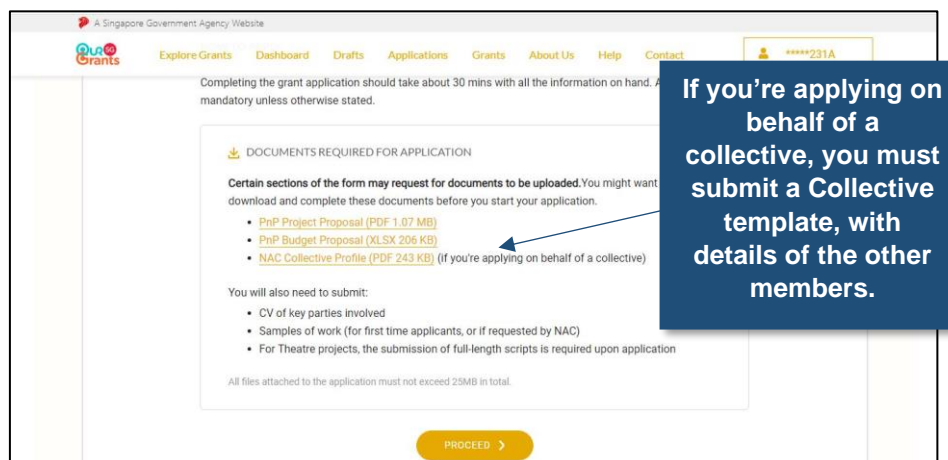 A Singapore Government Agency Website
OurSG Grants
Explore Grants Dashboard Drafts Applications Grants About Us Help Contact *****231A
Completing the grant application should take about 30 mins with all the information on hand. A
mandatory unless otherwise stated.
DOCUMENTS REQUIRED FOR APPLICATION
Certain sections of the form may request for documents to be uploaded.You might want
download and complete these documents before you start your application.
• PnP Project Proposal (PDF 1.07 MB)
• PnP Budget Proposal (XLSX 206 KB)
• NAC Collective Profile (PDF 243 KB) (if you're applying on behalf of a collective)
You will also need to submit:
• CV of key parties involved
• Samples of work (for first time applicants, or if requested by NAC)
• For Theatre projects, the submission of full-length scripts is required upon application
All files attached to the application must not exceed 25MB in total.
PROCEED
If you’re applying on
behalf of a
collective, you must
submit a Collective
template, with
details of the other
members.